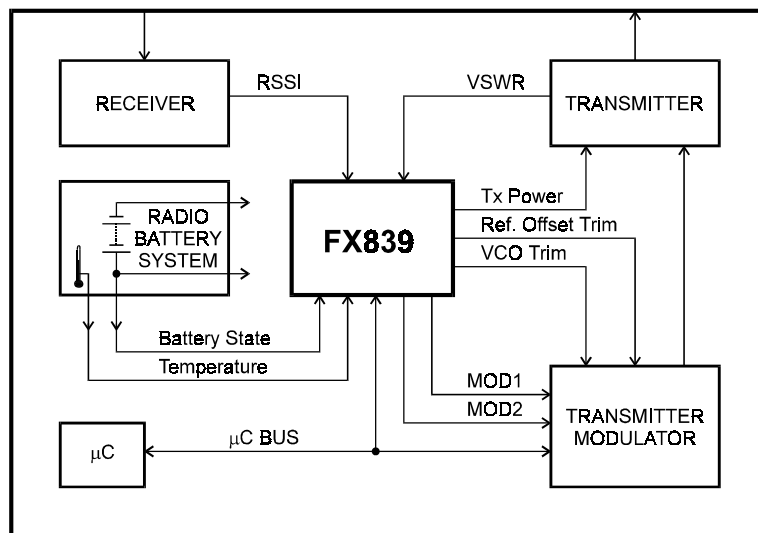 RECEIVER
RSSI
VSWR
TRANSMITTER
RADIO
BATTERY
SYSTEM
FX839
Tx Power
Ref. Offset Trim
VCO Trim
Battery State
Temperature
MOD1
MOD2
TRANSMITTER
MODULATOR
μC
μC BUS